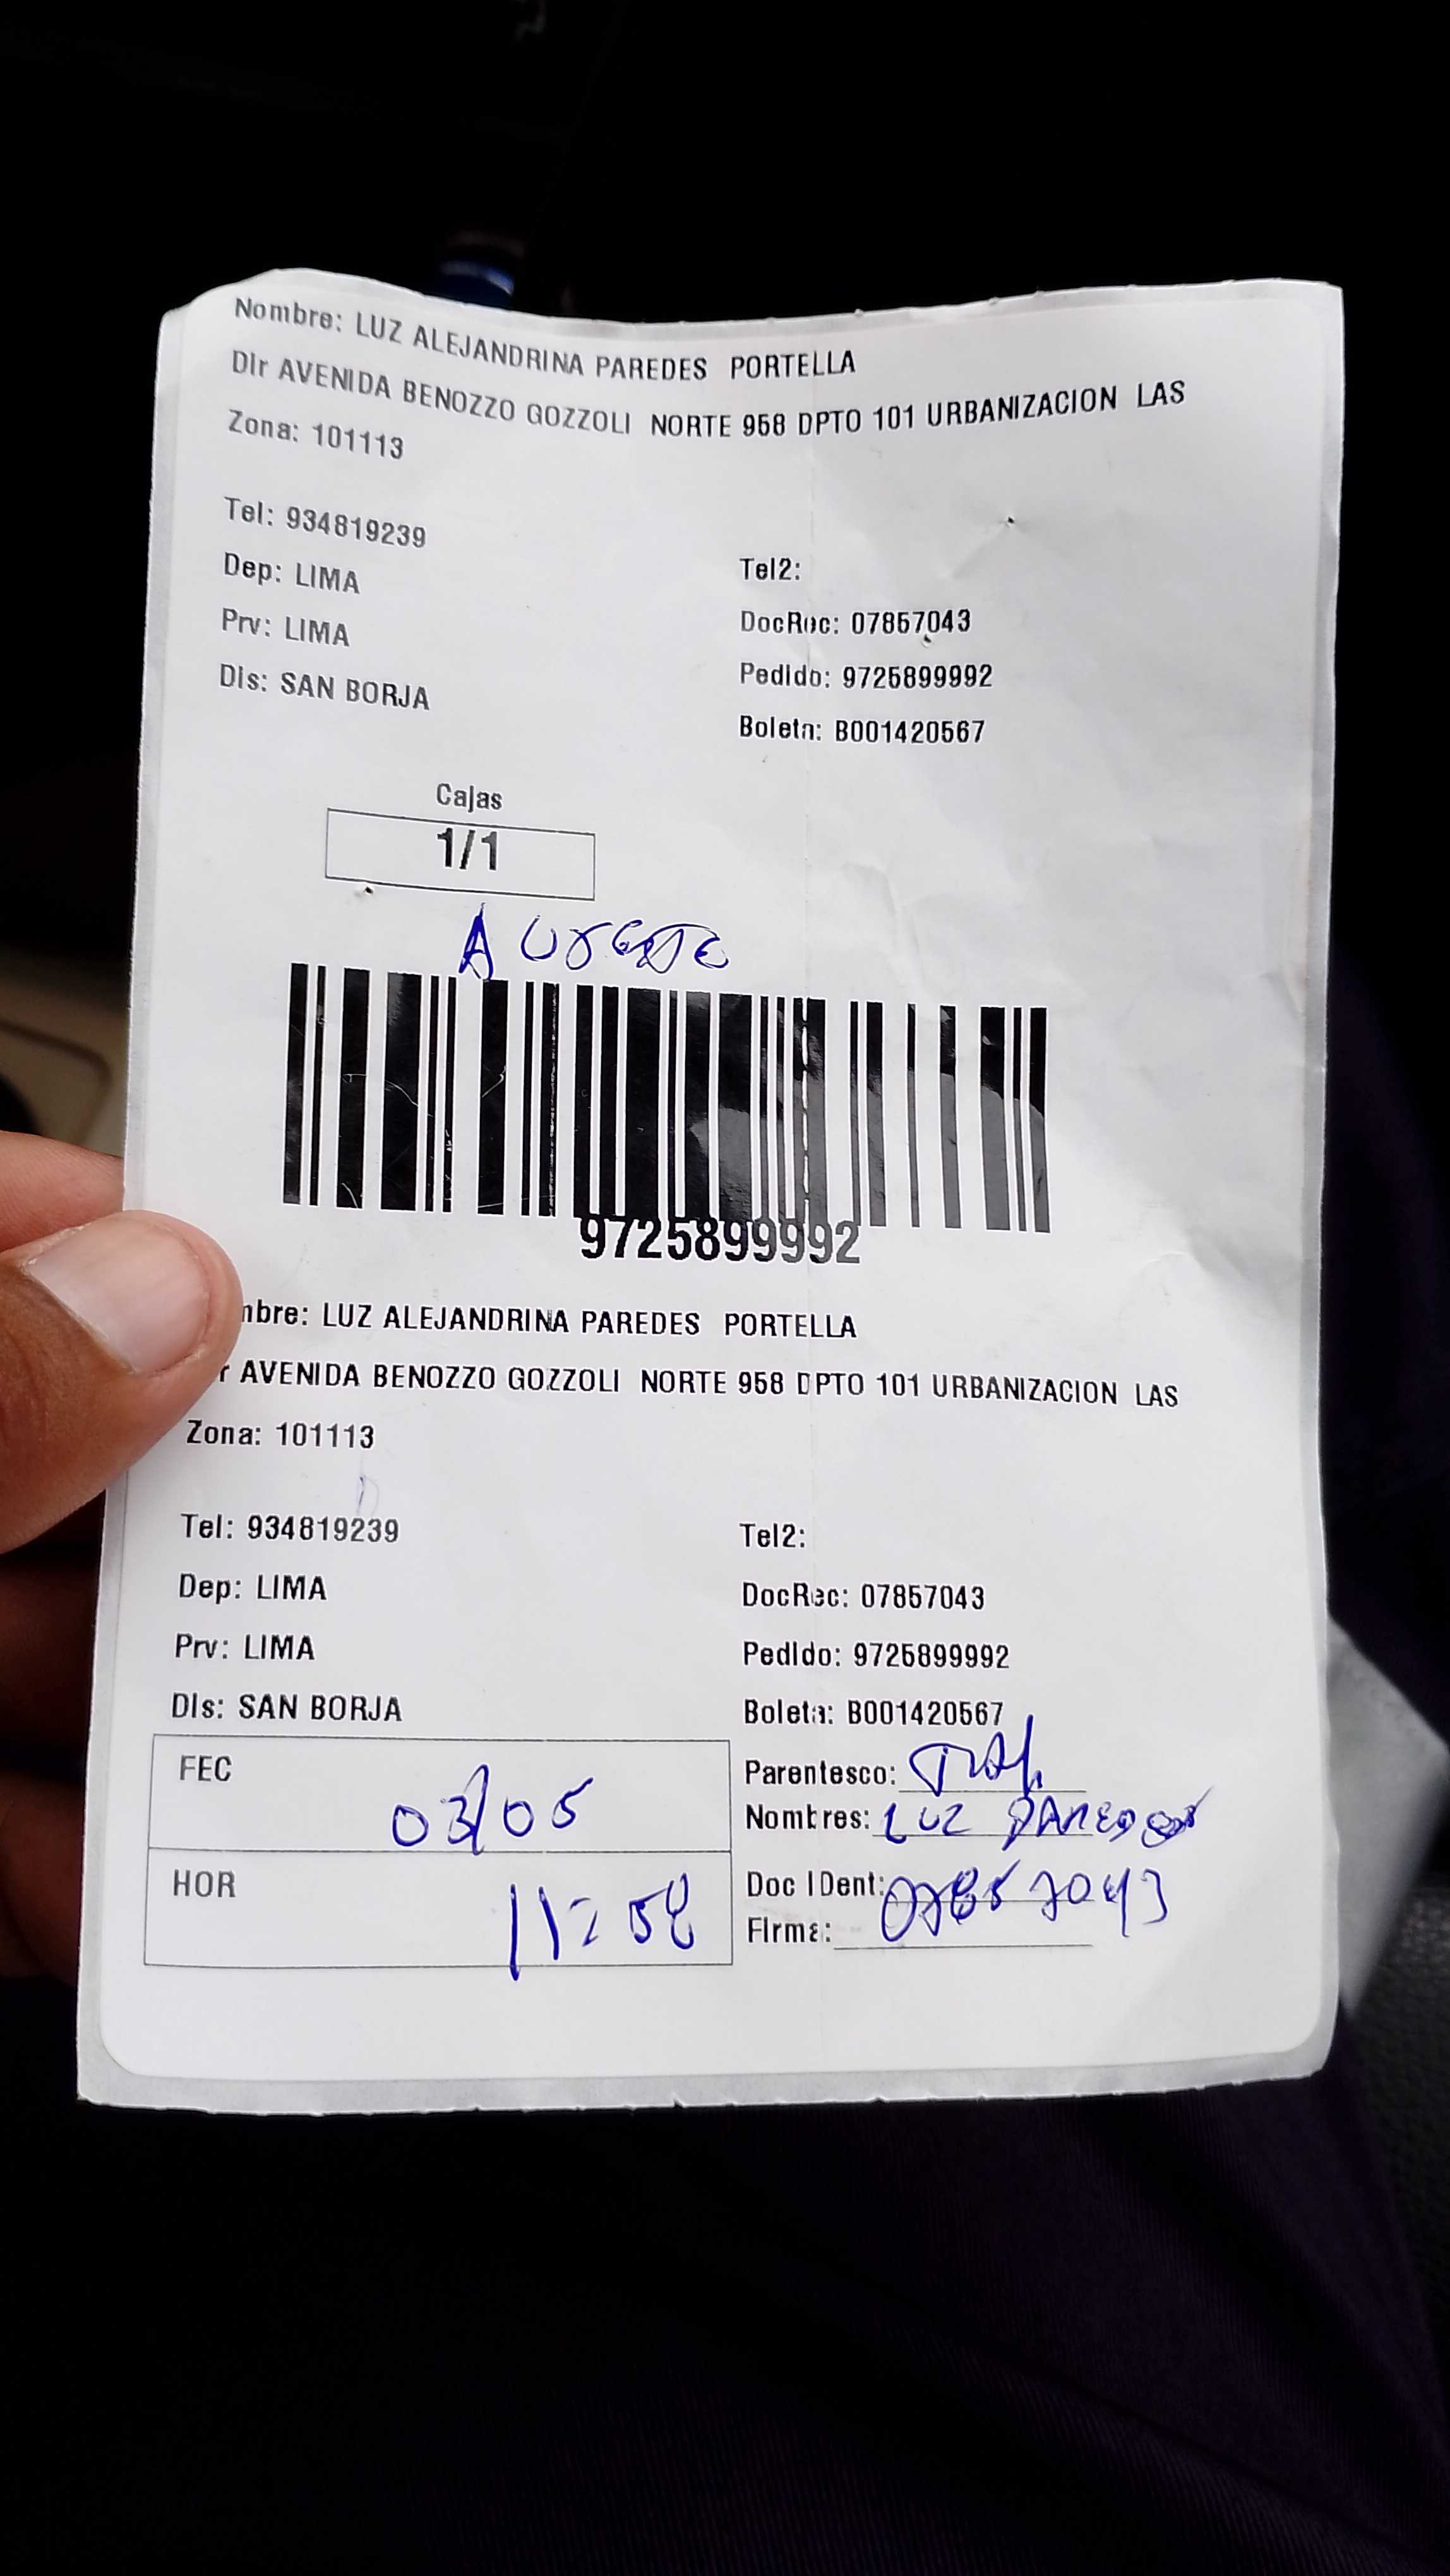 Nombre: LUZ ALEJANDRINA PAREDES PORTELLA
Dir AVENIDA BENOZZO GOZZOLI NORTE 958 DPTO 101 URBANIZACION LAS
Zona: 101113
Tel: 934819239
Tel2:
Dep: LIMA
DocRec: 07857043
Prv: LIMA
Pedido: 9725899992
Dis: SAN BORJA
Boleta: B001420567
Cajas
1/1
AUSENTE
9725899992
mbre: LUZ ALEJANDRINA PAREDES PORTELLA
r AVENIDA BENOZZO GOZZOLI NORTE 958 DPTO 101 URBANIZACION LAS
Zona: 101113
Tel: 934819239 Tel2:
Dep: LIMA DocRec: 07857043
Prv: LIMA Pedido: 9725899992
Dis: SAN BORJA Boleta: B001420567
FEC 03/05
Parentesco:
Nombres: LUZ PAREDES
HOR 11:58
Doc IDent: 07857043
Firma: